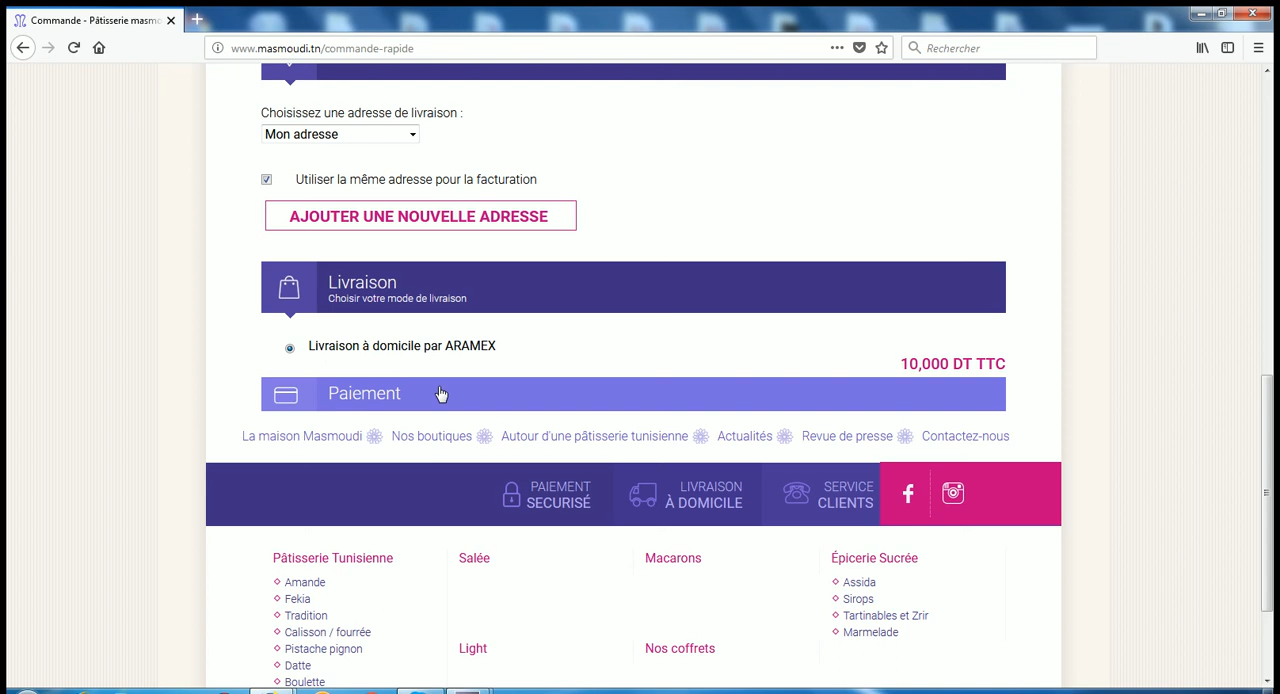 Commande - Pâtisserie masmo
www.masmoudi.tn/commande-rapide
Rechercher
Choisissez une adresse de livraison :
Mon adresse
Utiliser la même adresse pour la facturation
AJOUTER UNE NOUVELLE ADRESSE
Livraison
Choisir votre mode de livraison
Livraison à domicile par ARAMEX
10,000 DT TTC
Paiement
La maison Masmoudi Nos boutiques Autour d'une pâtisserie tunisienne Actualités Revue de presse Contactez-nous
PAIEMENT
SECURISÉ
LIVRAISON
À DOMICILE
SERVICE
CLIENTS
Pâtisserie Tunisienne
Amande
Fekia
Tradition
Calisson / fourrée
Pistache pignon
Datte
Boulette
Salée
Light
Macarons
Nos coffrets
Épicerie Sucrée
Assida
Sirops
Tartinables et Zrir
Marmelade